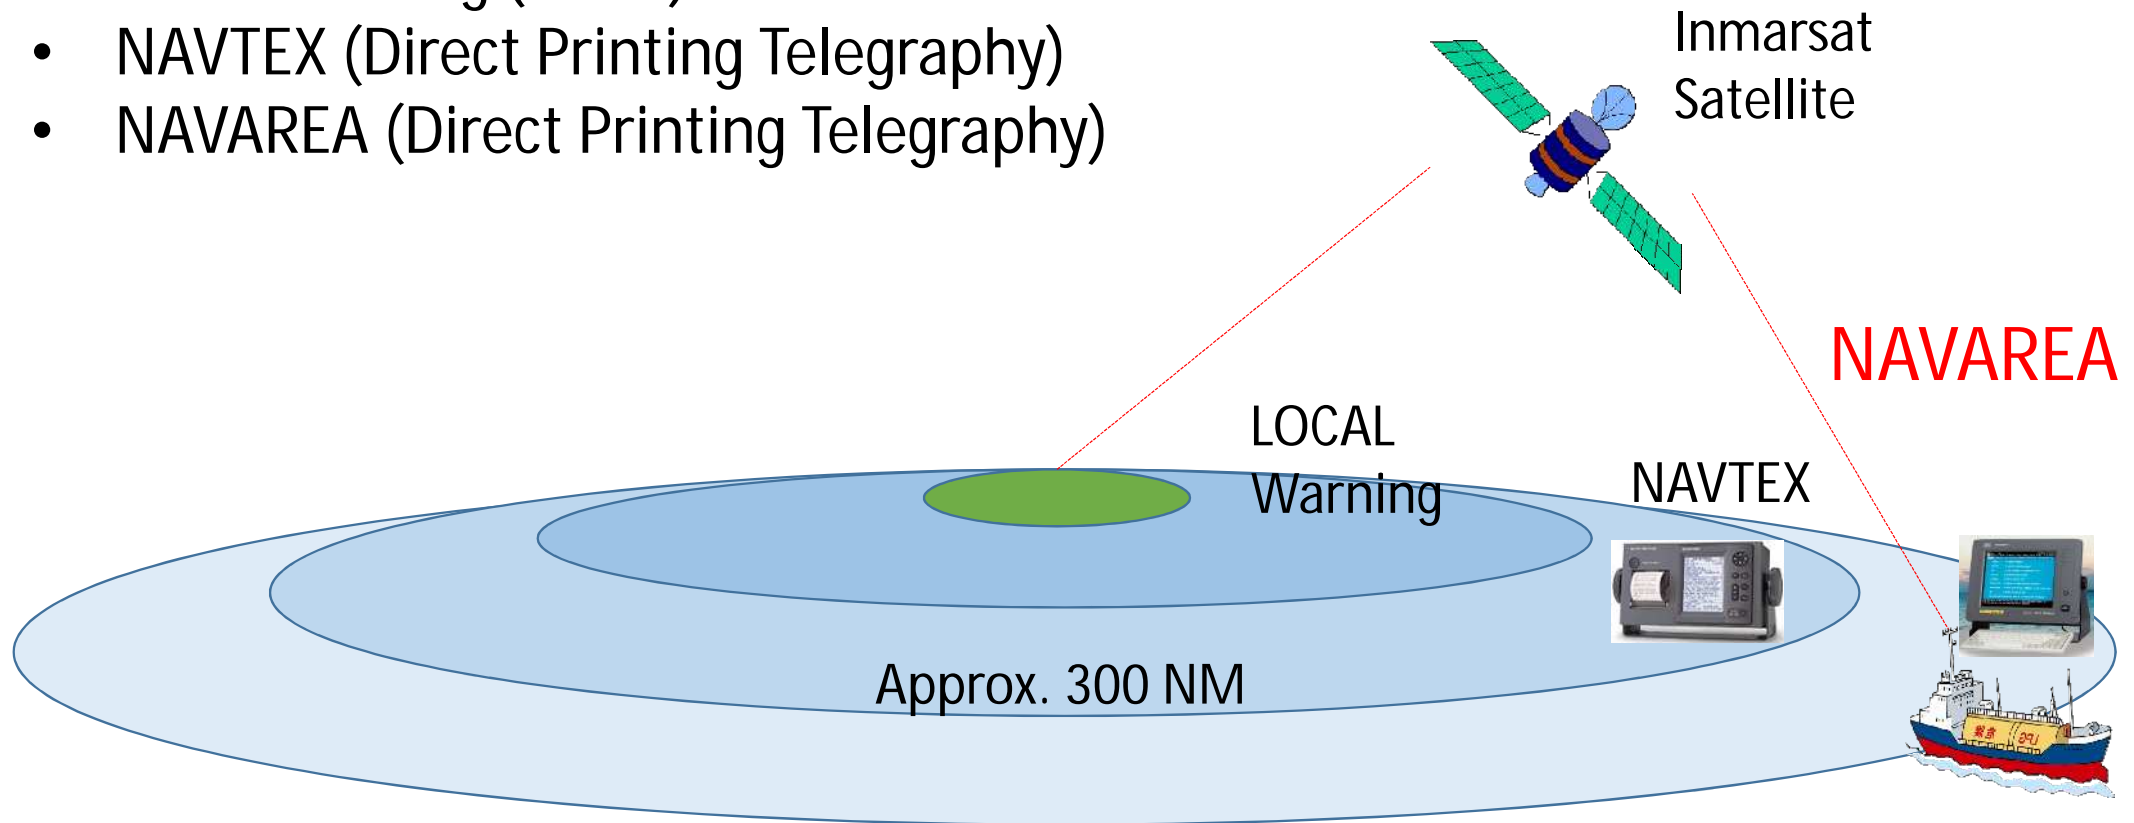 • NAVTEX (Direct Printing Telegraphy)
• NAVAREA (Direct Printing Telegraphy)
Inmarsat
Satellite
NAVAREA
LOCAL
Warning
NAVTEX
Approx. 300 NM